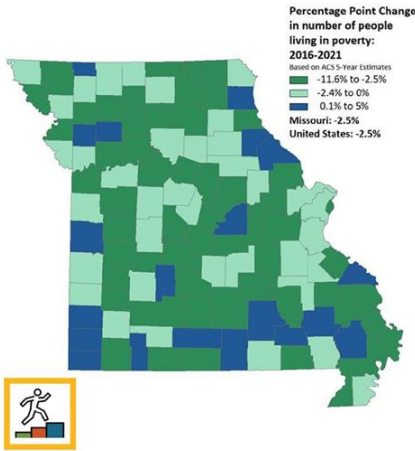 Percentage Point Change
in number of people
living in poverty:
2016-2021
Based on ACS 5-Year Estimates
-11.6% to -2.5%
-2.4% to 0%
0.1% to 5%
Missouri: -2.5%
United States: -2.5%